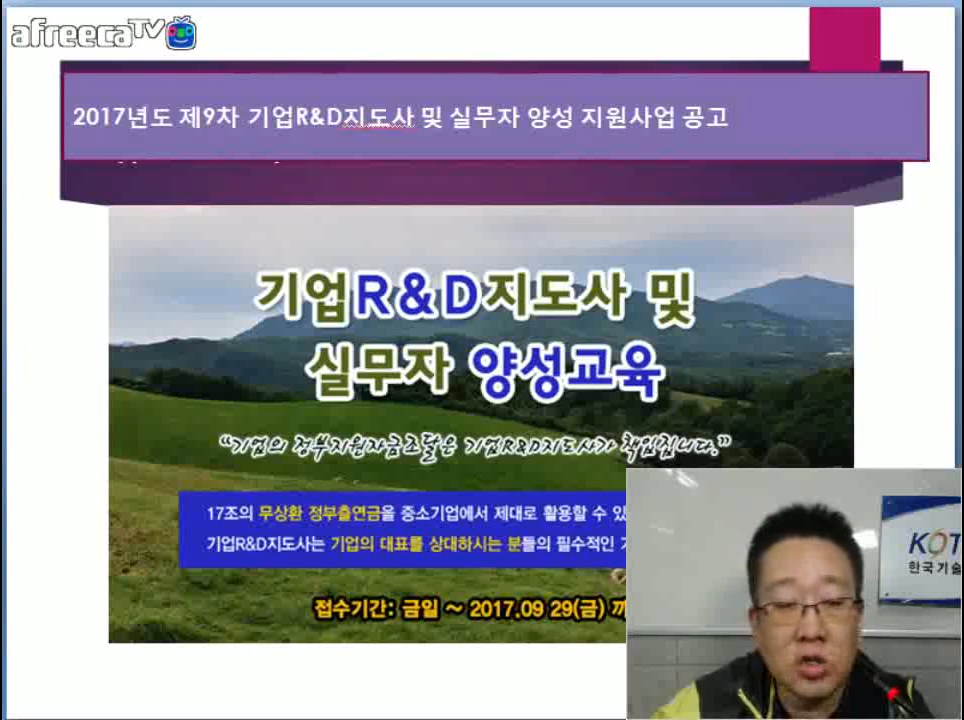 afreecaTV
2017년도 제9차 기업R&D지도사 및 실무자 양성 지원사업 공고
기업R&D지도사 및
실무자 양성교육
“기업의 정부지원자금조달은 기업R&D지도사가 책임집니다.”
17조의 무상환 정부출연금을 중소기업에서 제대로 활용할 수
기업R&D지도사는 기업의 대표를 상대하시는 분들의 필수적인
접수기간: 금일 ~ 2017.09 29(금)
KOT
한국기술